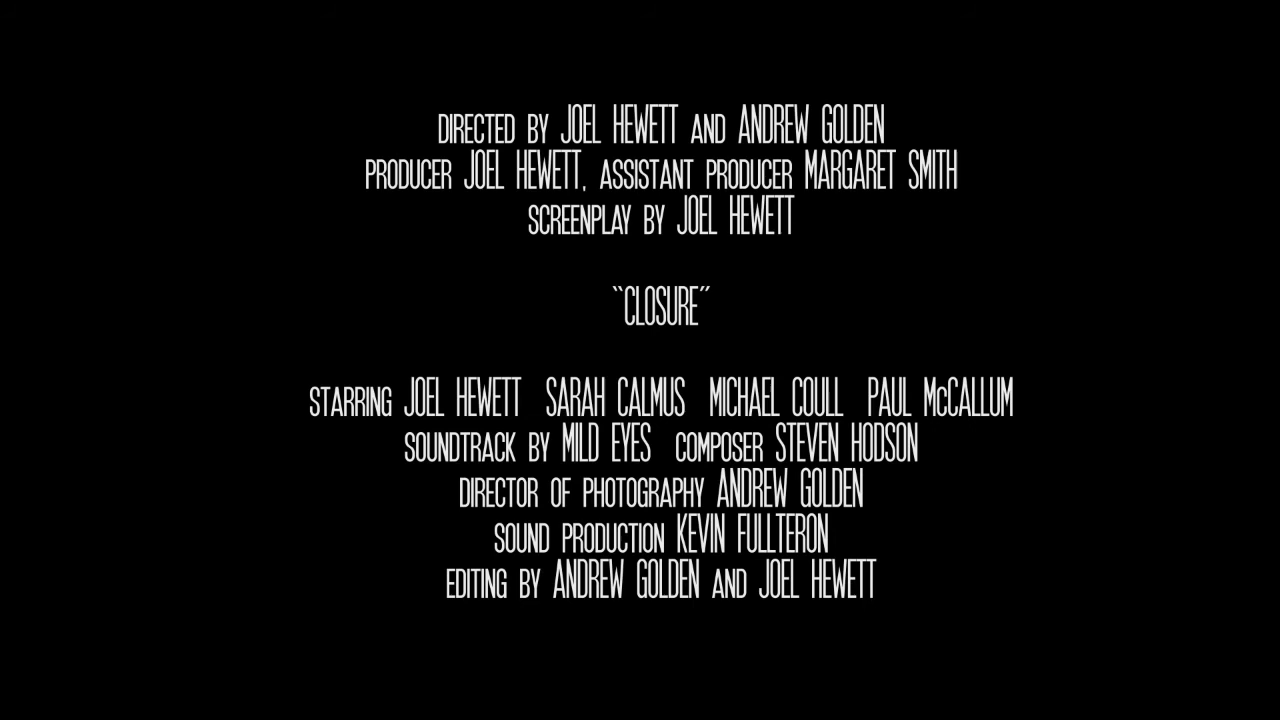 DIRECTED BY JOEL HEWETT AND ANDREW GOLDEN
PRODUCER JOEL HEWETT, ASSISTANT PRODUCER MARGARET SMITH
SCREENPLAY BY JOEL HEWETT
“CLOSURE”
STARRING JOEL HEWETT SARAH CALMUS MICHAEL COULL PAUL McCALLUM
SOUNDTRACK BY MILD EYES COMPOSER STEVEN HODSON
DIRECTOR OF PHOTOGRAPHY ANDREW GOLDEN
SOUND PRODUCTION KEVIN FULLTERON
EDITING BY ANDREW GOLDEN AND JOEL HEWETT